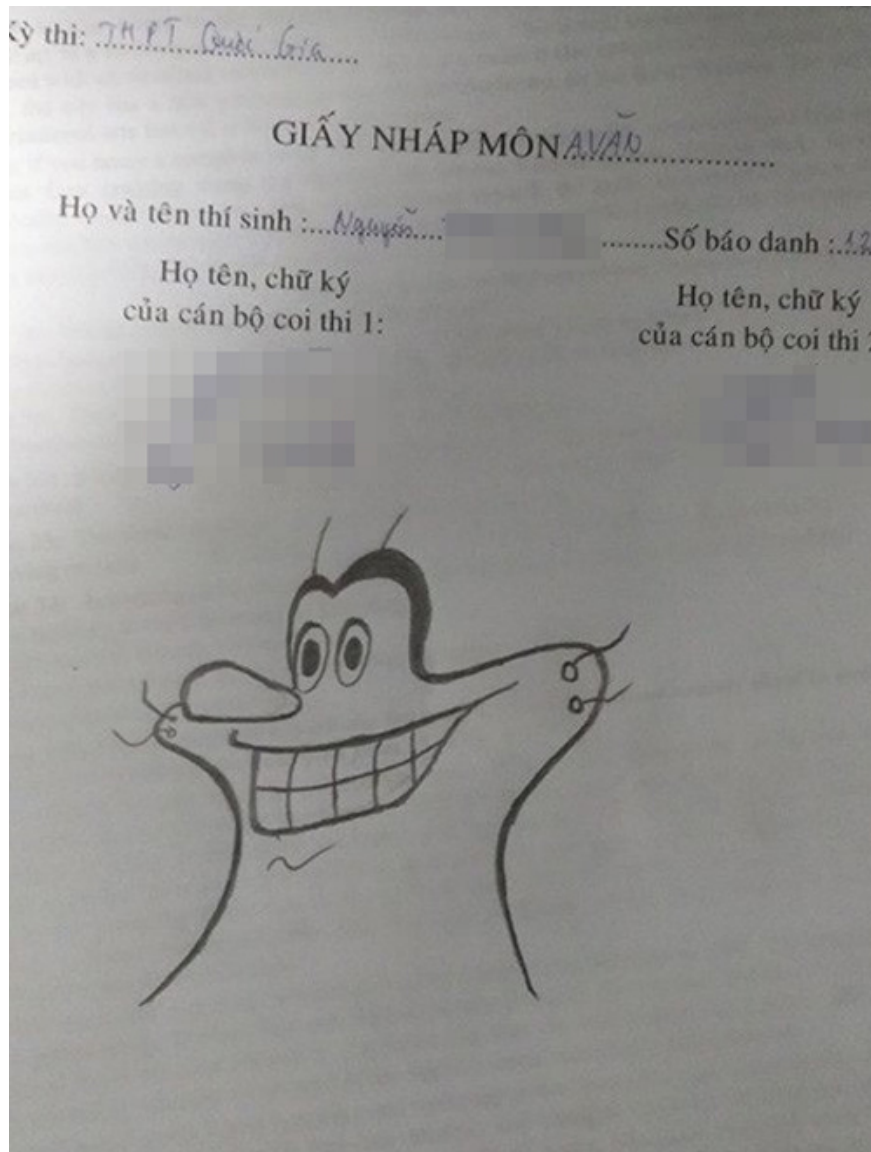 Kỳ thi: THPT Quốc Gia
GIẤY NHÁP MÔN A.VĂN
Họ và tên thí sinh :....Nguyễn.... ........Số báo danh :...12
Họ tên, chữ ký
của cán bộ coi thi 1:
Họ tên, chữ ký
của cán bộ coi thi